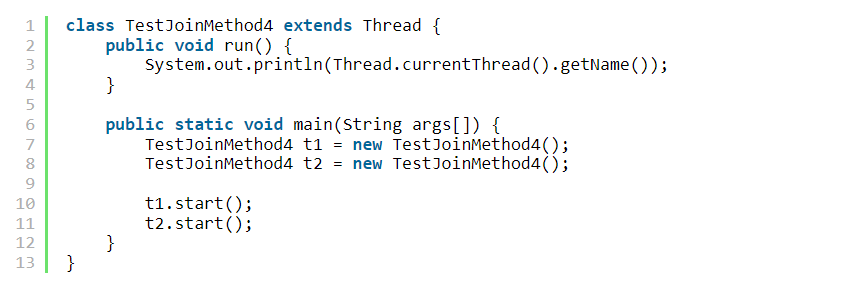 1 class TestJoinMethod4 extends Thread {
2     public void run() {
3         System.out.println(Thread.currentThread().getName());
4     }
5
6     public static void main(String args[]) {
7         TestJoinMethod4 t1 = new TestJoinMethod4();
8         TestJoinMethod4 t2 = new TestJoinMethod4();
9
10         t1.start();
11         t2.start();
12     }
13 }